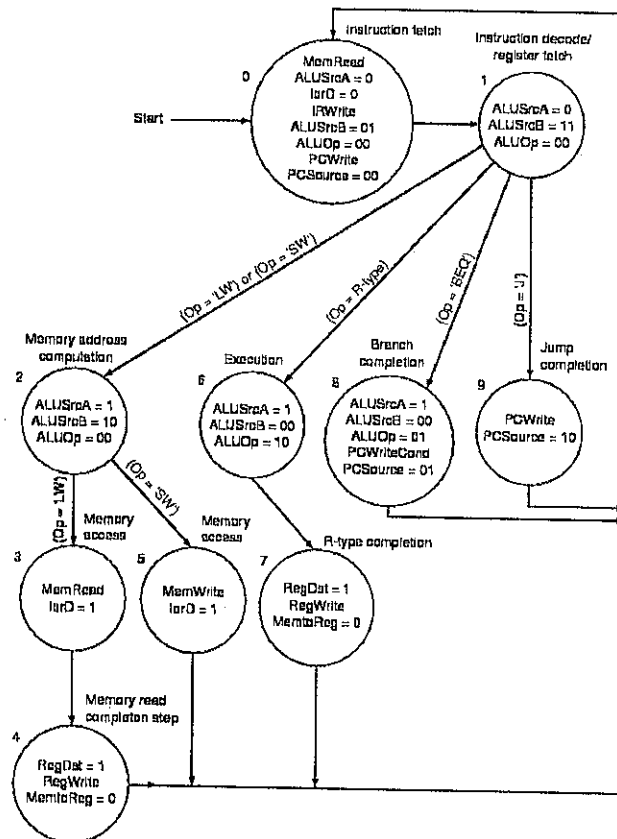 Instruction fetch
Instruction decode/
register fetch
0
MemRead
ALUSrcA = 0
IorD = 0
IRWrite
ALUSrcB = 01
ALUOp = 00
PCWrite
PCSource = 00
Start
1
ALUSrcA = 0
ALUSrcB = 11
ALUOp = 00
(Op = 'LW') or (Op = 'SW')
(Op = R-type)
(Op = 'BEQ')
(Op = 'J')
Memory address
computation
2
ALUSrcA = 1
ALUSrcB = 10
ALUOp = 00
Execution
6
ALUSrcA = 1
ALUSrcB = 00
ALUOp = 10
Branch
completion
8
ALUSrcA = 1
ALUSrcB = 00
ALUOp = 01
PCWriteCond
PCSource = 01
Jump
completion
9
PCWrite
PCSource = 10
(Op = 'LW')
(Op = 'SW')
Memory
access
3
MemRead
IorD = 1
Memory
access
5
MemWrite
IorD = 1
R-type completion
7
RegDst = 1
RegWrite
MemtoReg = 0
Memory read
completon step
4
RegDst = 1
RegWrite
MemtoReg = 0